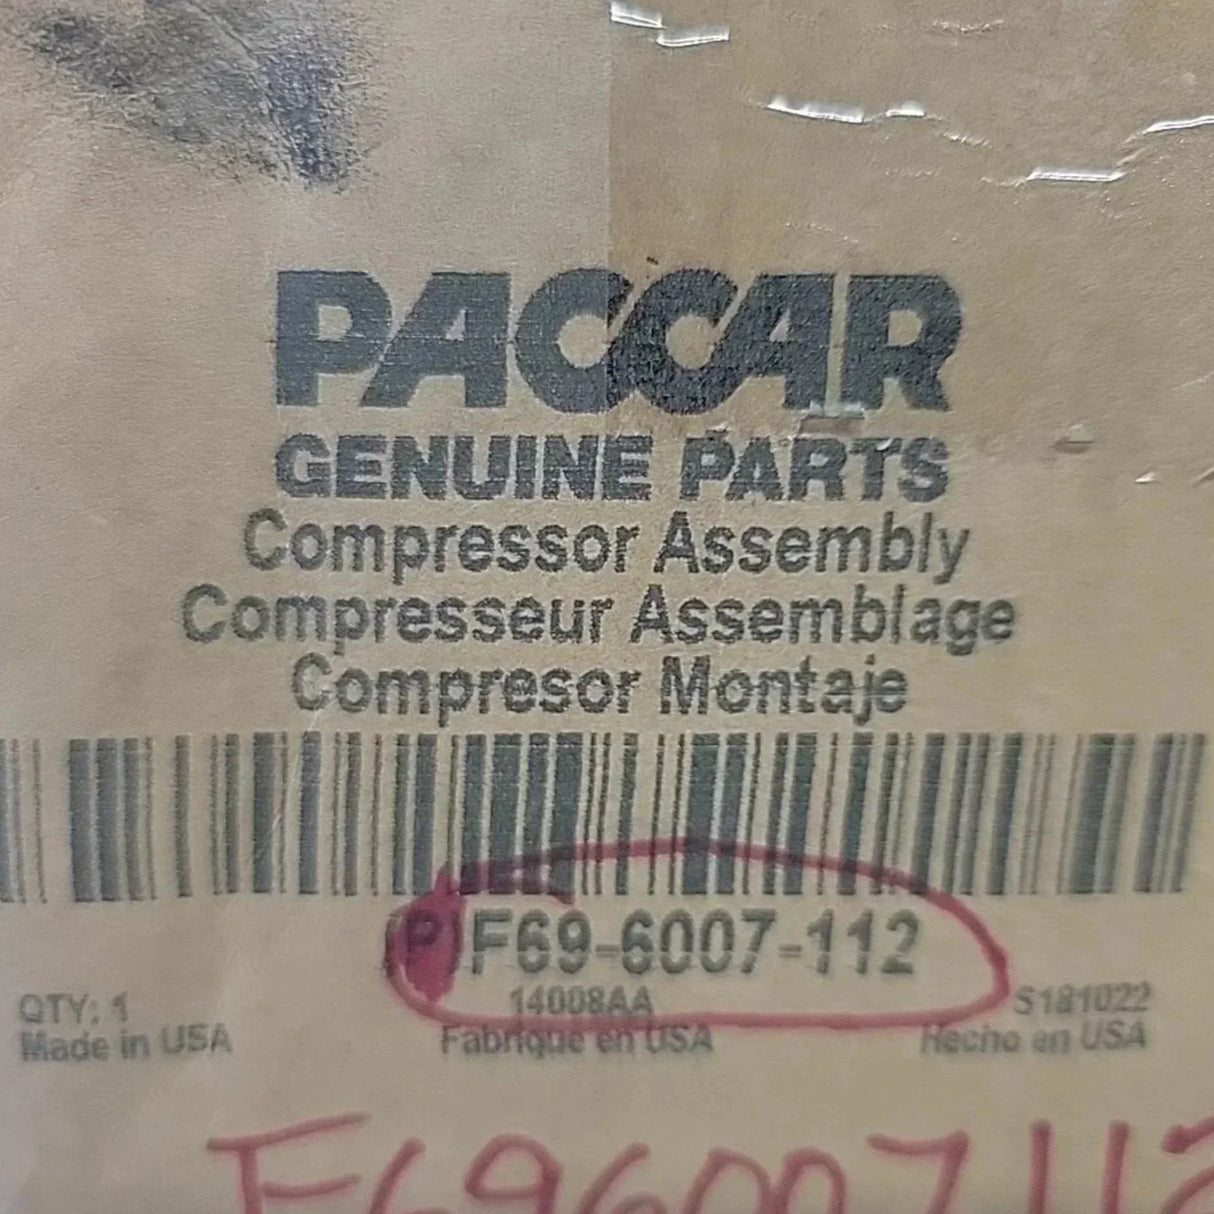 PACCAR
GENUINE PARTS
Compressor Assembly
Compresseur Assemblage
Compresor Montaje
(P)F69-6007-112
QTY: 1 14008AA S181022
Made in USA Fabrique en USA Hecho en USA
F696007112